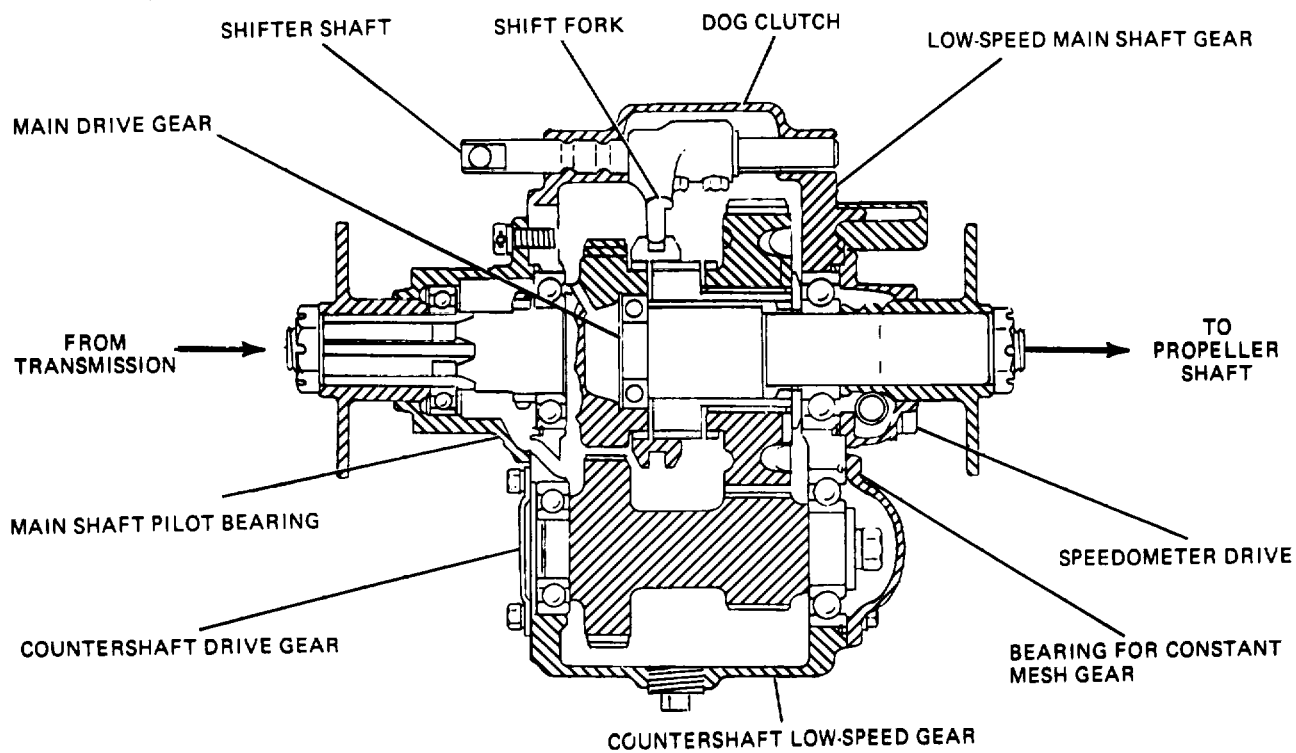 SHIFTER SHAFT
SHIFT FORK
DOG CLUTCH
LOW-SPEED MAIN SHAFT GEAR
MAIN DRIVE GEAR
FROM
TRANSMISSION
TO
PROPELLER
SHAFT
MAIN SHAFT PILOT BEARING
SPEEDOMETER DRIVE
COUNTERSHAFT DRIVE GEAR
BEARING FOR CONSTANT
MESH GEAR
COUNTERSHAFT LOW-SPEED GEAR